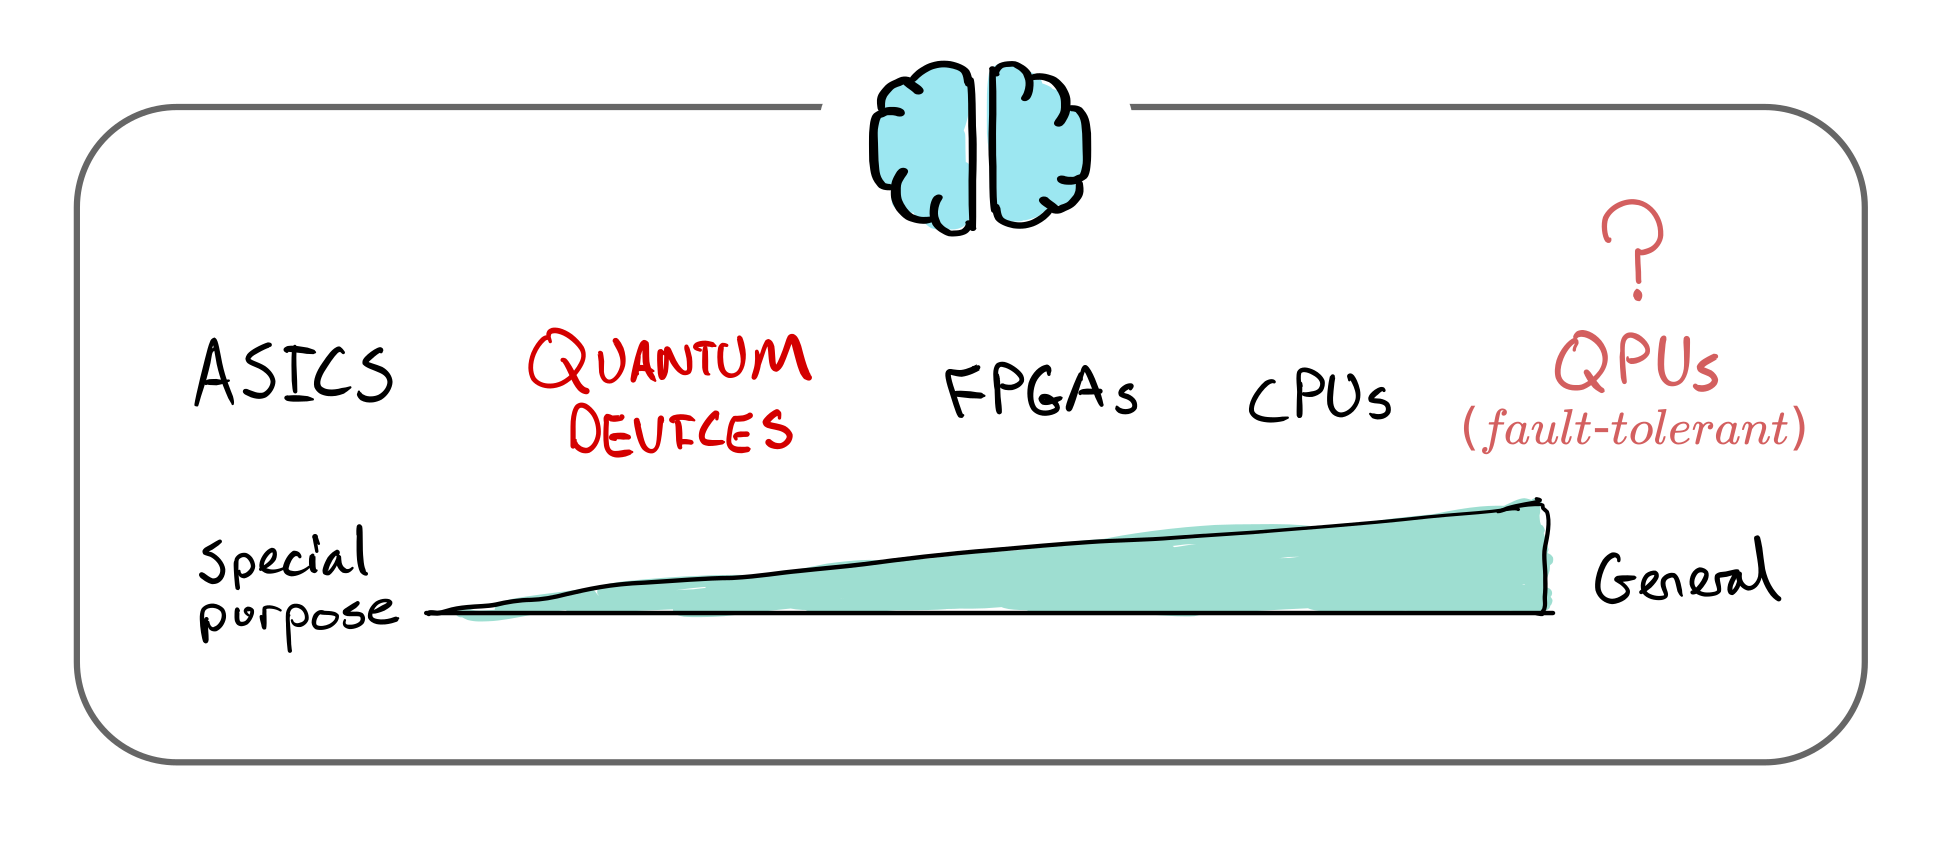 ?
ASICS
QUANTUM
DEVICES
FPGAs
CPUs
QPUs
(fault-tolerant)
special
purpose
General